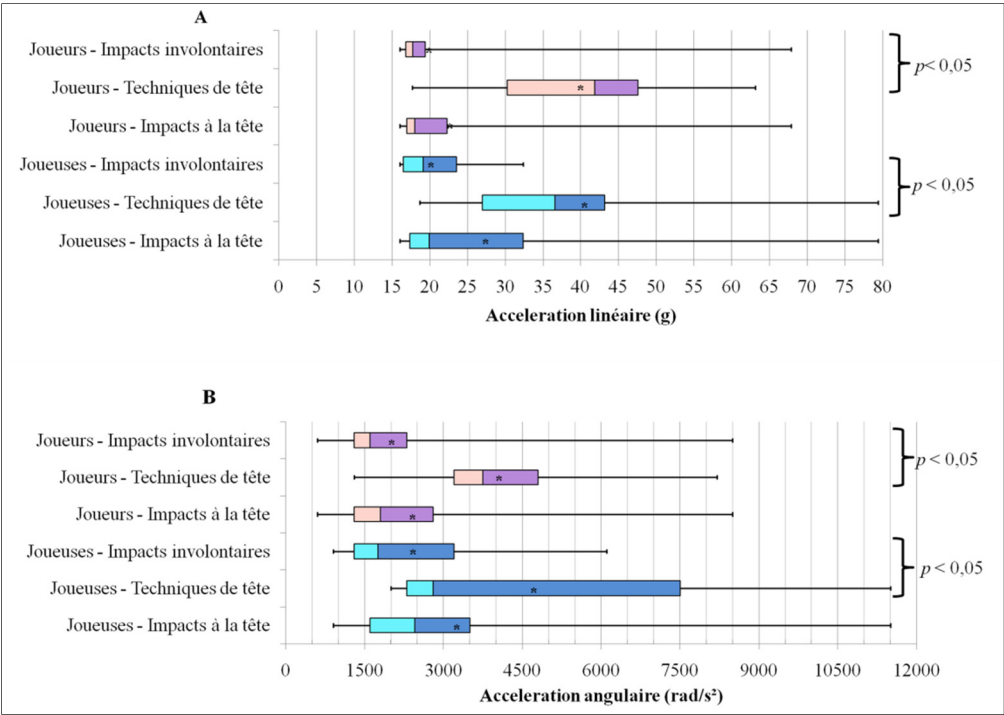 A
Joueurs - Impacts involontaires
Joueurs - Techniques de tête
Joueurs - Impacts à la tête
Joueuses - Impacts involontaires
Joueuses - Techniques de tête
Joueuses - Impacts à la tête
p< 0,05
p < 0,05
0 5 10 15 20 25 30 35 40 45 50 55 60 65 70 75 80
Acceleration linéaire (g)
B
Joueurs - Impacts involontaires
Joueurs - Techniques de tête
Joueurs - Impacts à la tête
Joueuses - Impacts involontaires
Joueuses - Techniques de tête
Joueuses - Impacts à la tête
p < 0,05
p < 0,05
0 1500 3000 4500 6000 7500 9000 10500 12000
Acceleration angulaire (rad/s²)